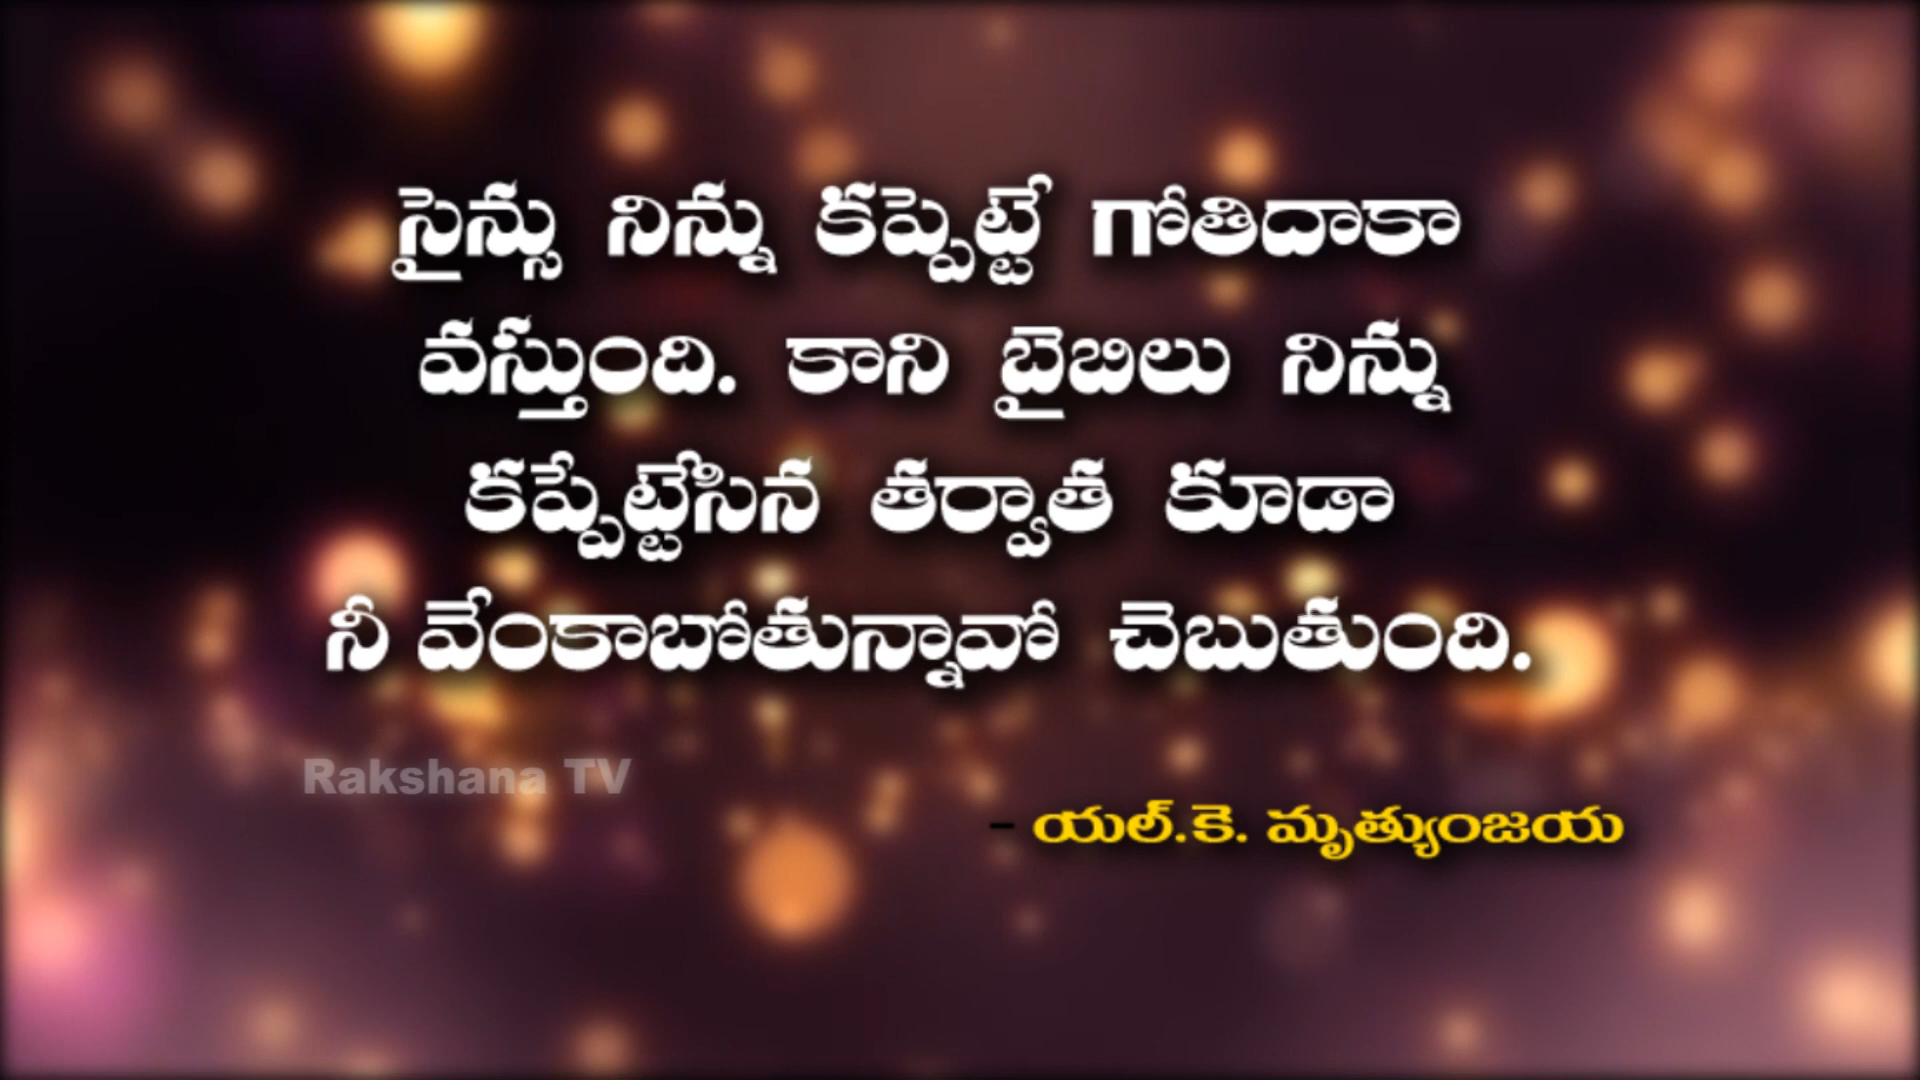 సైన్సు నిన్ను కప్పెట్టే గోతిదాకా
వస్తుంది. కాని బైబిలు నిన్ను
కప్పేట్టేసిన తర్వాత కూడా
నీ వేంకాబోతున్నావో చెబుతుంది.
Rakshana TV
- యల్.కె. మృత్యుంజయ